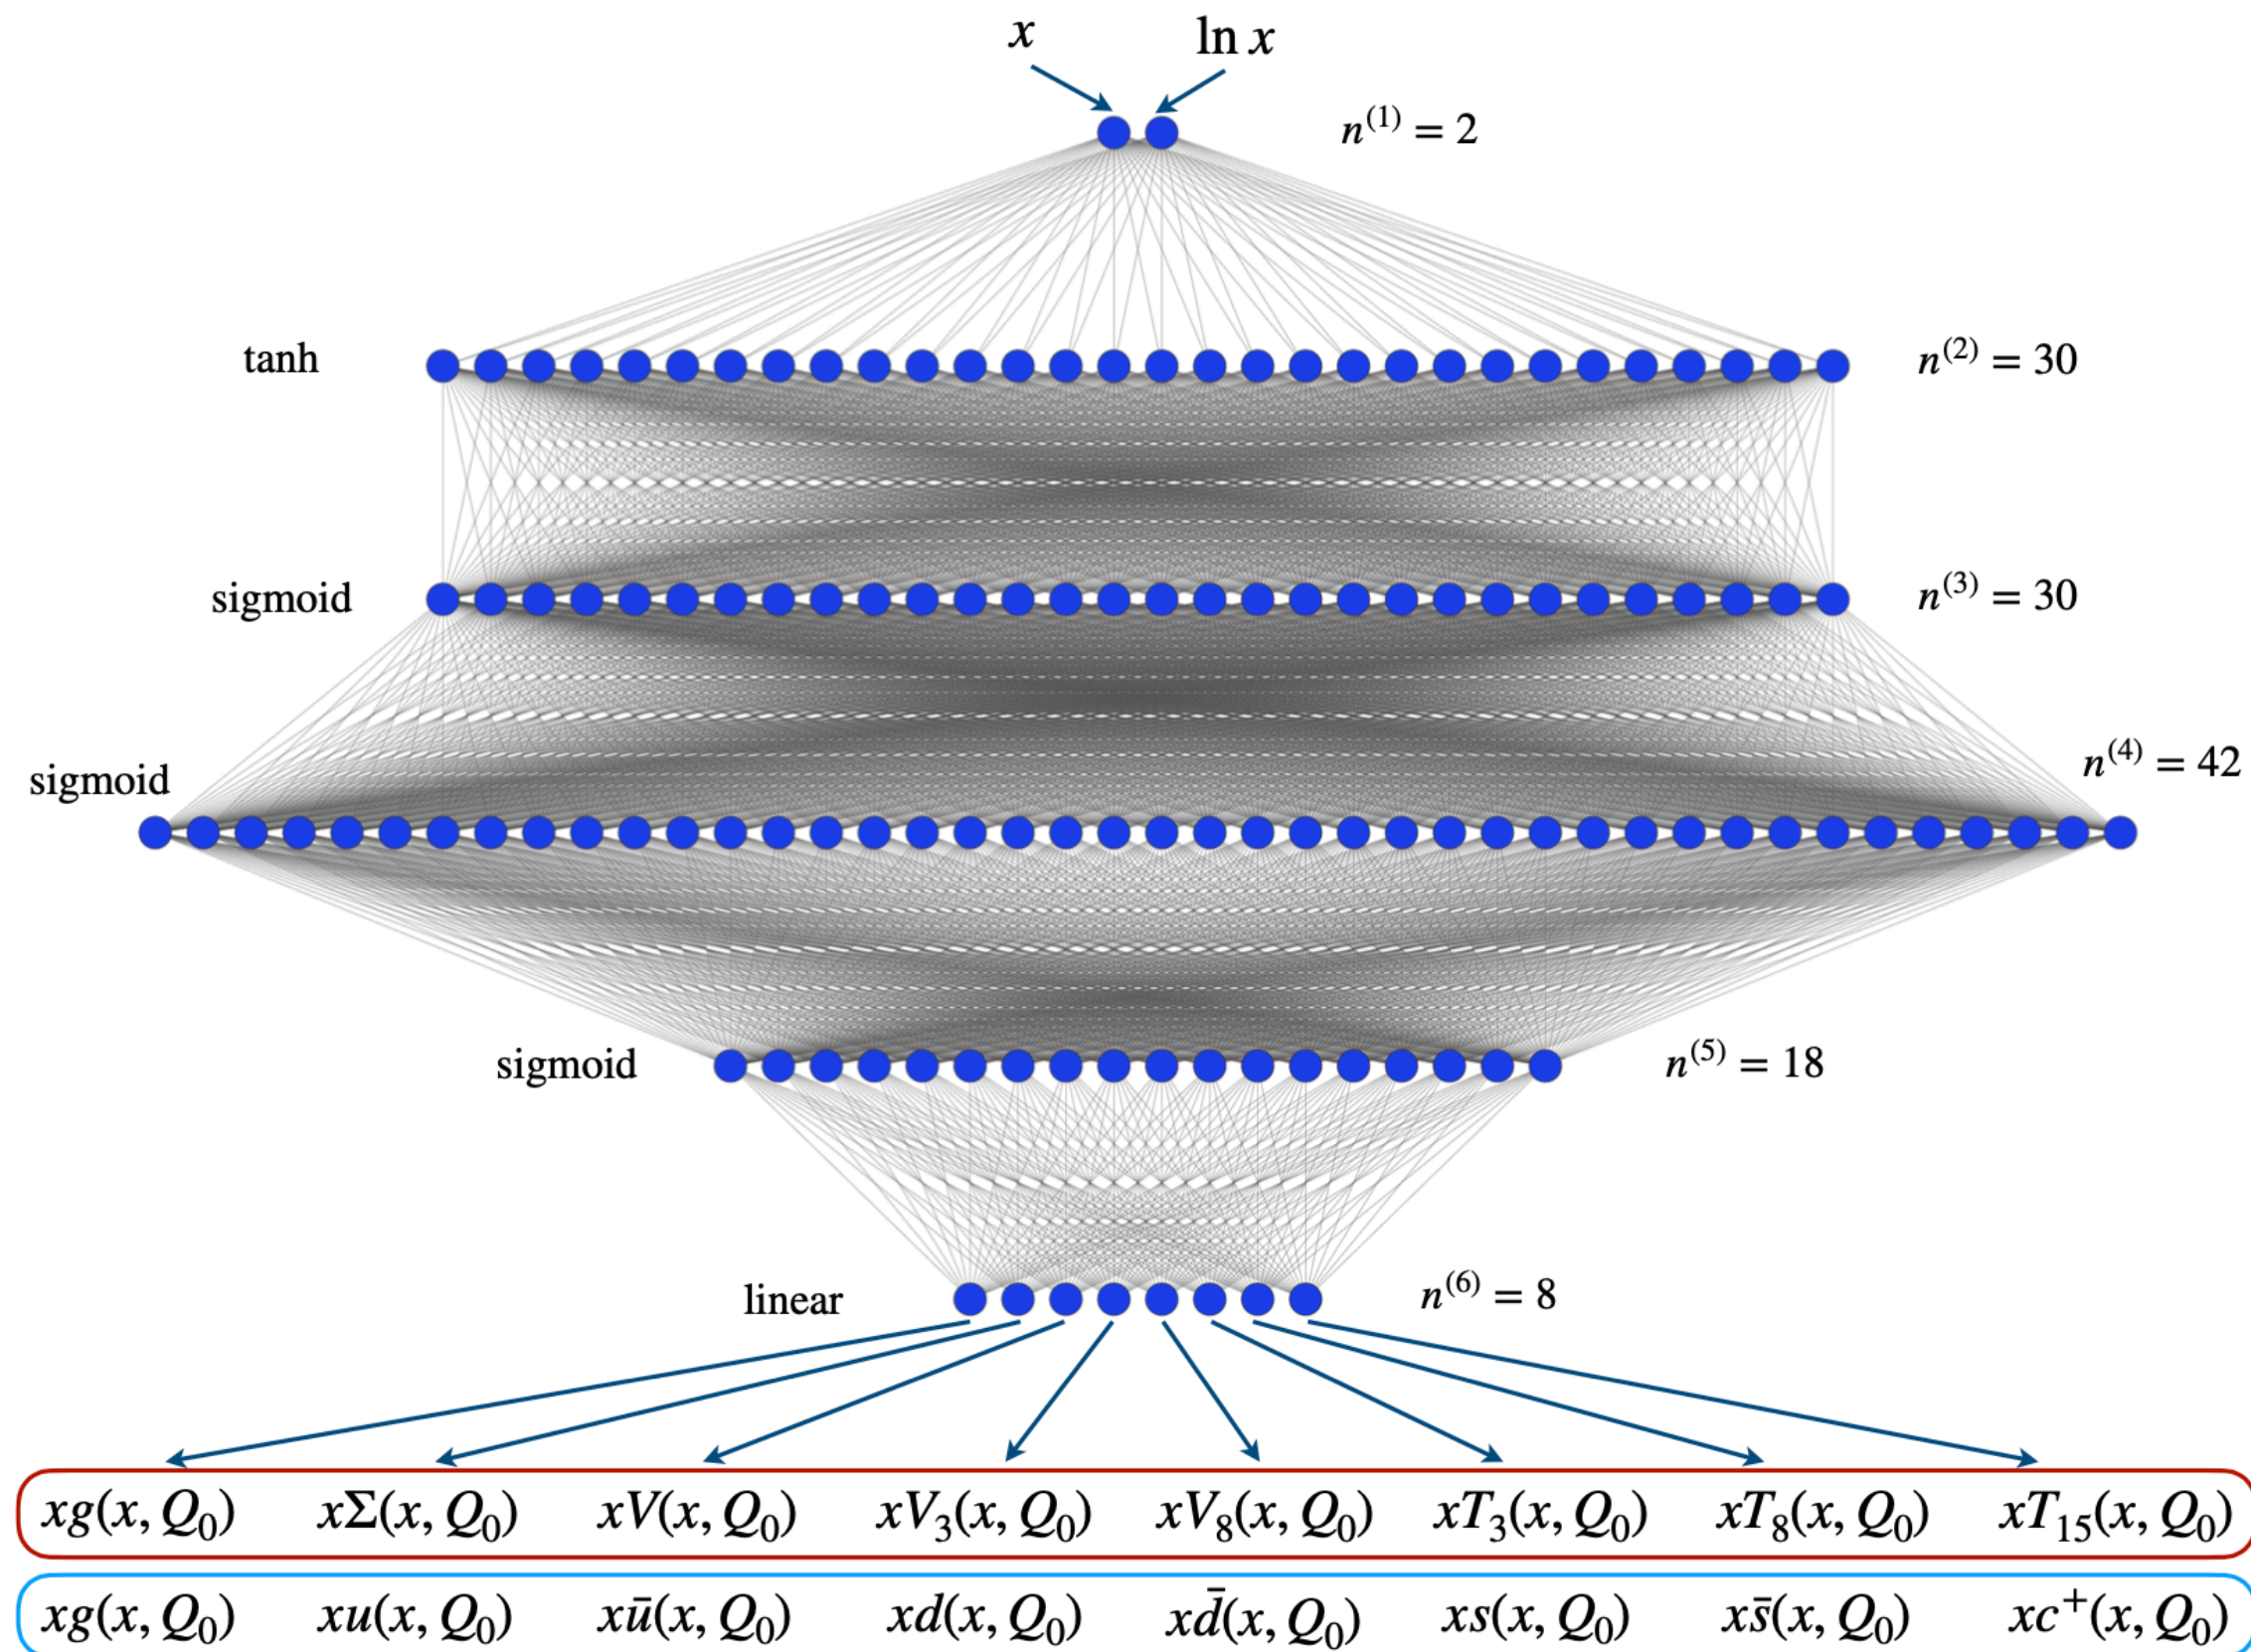 x ln x
n⁽¹⁾ = 2
tanh n⁽²⁾ = 30
sigmoid n⁽³⁾ = 30
sigmoid n⁽⁴⁾ = 42
sigmoid n⁽⁵⁾ = 18
linear n⁽⁶⁾ = 8
xg(x, Q₀) xΣ(x, Q₀) xV(x, Q₀) xV₃(x, Q₀) xV₈(x, Q₀) xT₃(x, Q₀) xT₈(x, Q₀) xT₁₅(x, Q₀)
xg(x, Q₀) xu(x, Q₀) xū(x, Q₀) xd(x, Q₀) xd̄(x, Q₀) xs(x, Q₀) xs̄(x, Q₀) xc⁺(x, Q₀)